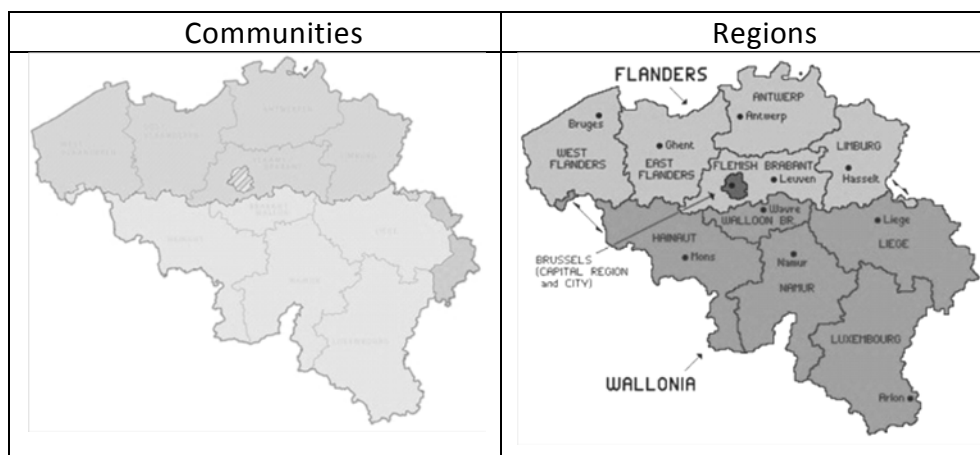 Communities
Regions
FLANDERS
ANTWERP
Antwerp
Bruges
Ghent
LIMBURG
WEST
FLANDERS
EAST
FLANDERS
FLEMISH BRABANT
Leuven
Hasselt
Wavre
WALLOON BR.
Liege
LIEGE
HAINAUT
Mons
BRUSSELS
(CAPITAL REGION
and CITY)
Namur
NAMUR
LUXEMBOURG
WALLONIA
Arlon